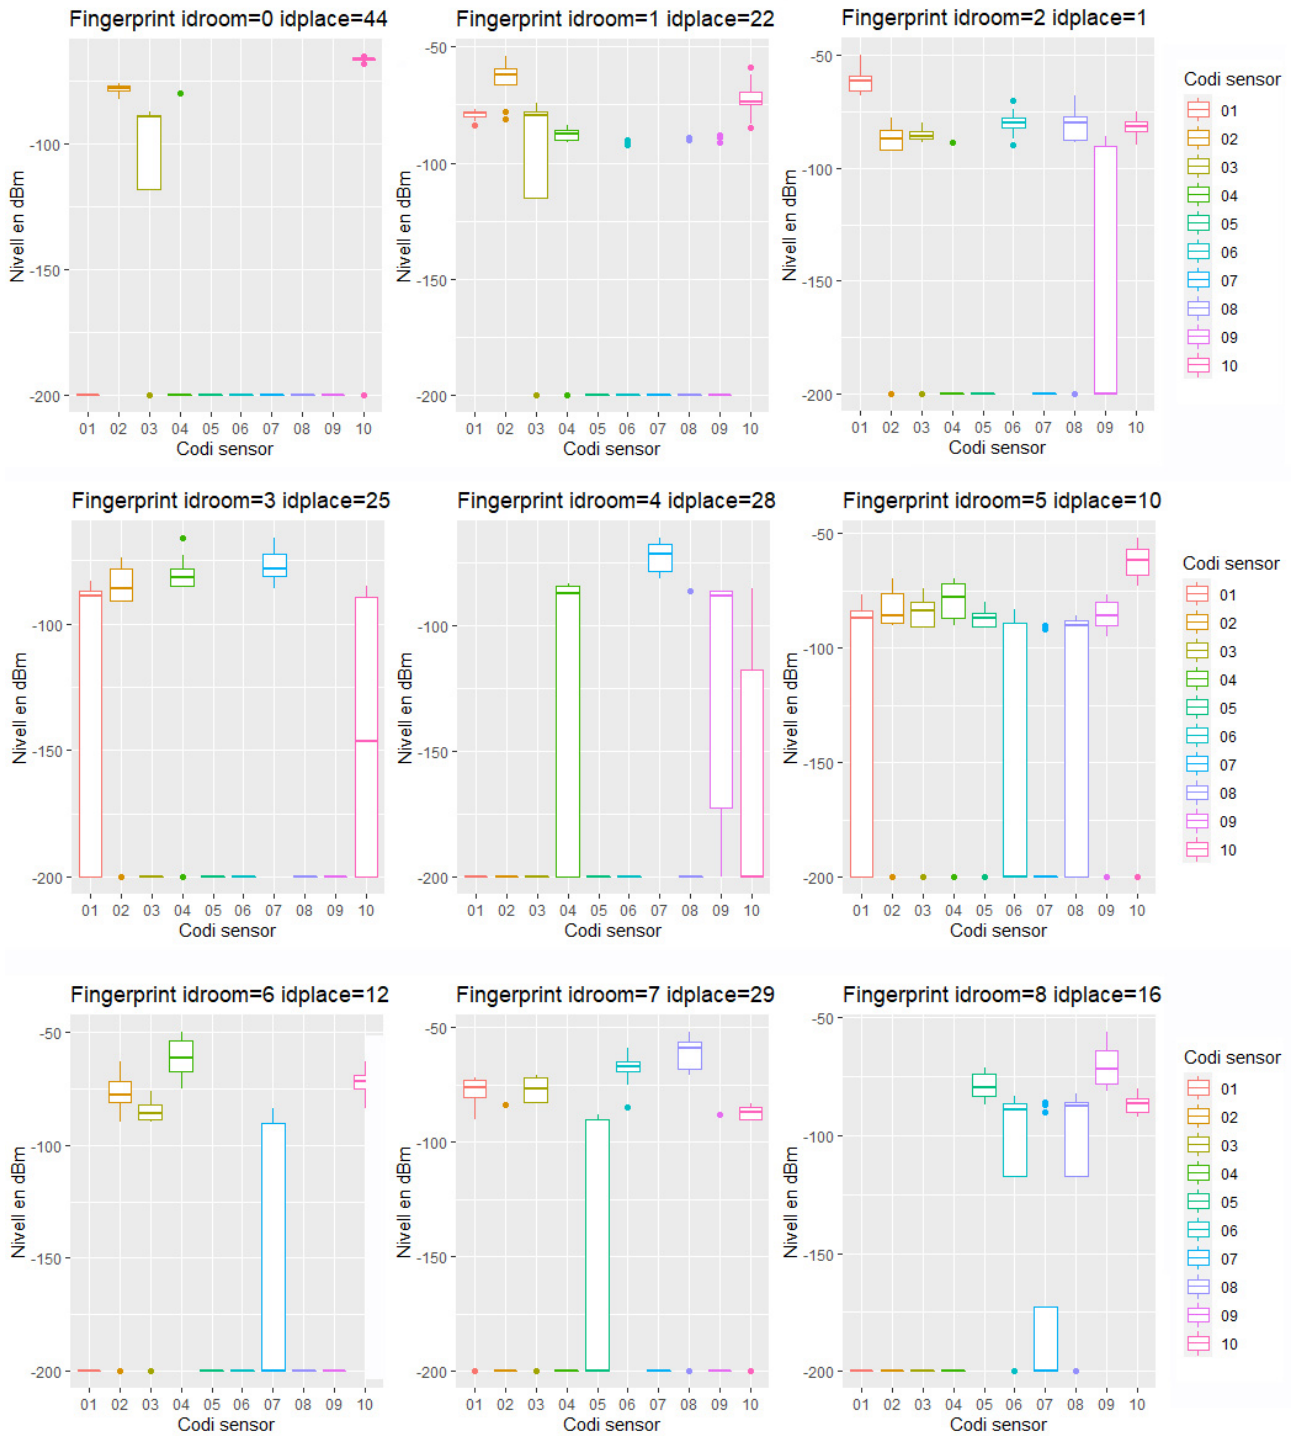 Fingerprint idroom=0 idplace=44
Fingerprint idroom=1 idplace=22
Fingerprint idroom=2 idplace=1
Nivell en dBm
-100
-150
-200
01 02 03 04 05 06 07 08 09 10
Codi sensor
Nivell en dBm
-50
-100
-150
-200
01 02 03 04 05 06 07 08 09 10
Codi sensor
Nivell en dBm
-50
-100
-150
-200
01 02 03 04 05 06 07 08 09 10
Codi sensor
Codi sensor
01
02
03
04
05
06
07
08
09
10
Fingerprint idroom=3 idplace=25
Fingerprint idroom=4 idplace=28
Fingerprint idroom=5 idplace=10
Nivell en dBm
-100
-150
-200
01 02 03 04 05 06 07 08 09 10
Codi sensor
Nivell en dBm
-100
-150
-200
01 02 03 04 05 06 07 08 09 10
Codi sensor
Nivell en dBm
-50
-100
-150
-200
01 02 03 04 05 06 07 08 09 10
Codi sensor
Codi sensor
01
02
03
04
05
06
07
08
09
10
Fingerprint idroom=6 idplace=12
Fingerprint idroom=7 idplace=29
Fingerprint idroom=8 idplace=16
Nivell en dBm
-50
-100
-150
-200
01 02 03 04 05 06 07 08 09 10
Codi sensor
Nivell en dBm
-50
-100
-150
-200
01 02 03 04 05 06 07 08 09 10
Codi sensor
Nivell en dBm
-50
-100
-150
-200
01 02 03 04 05 06 07 08 09 10
Codi sensor
Codi sensor
01
02
03
04
05
06
07
08
09
10